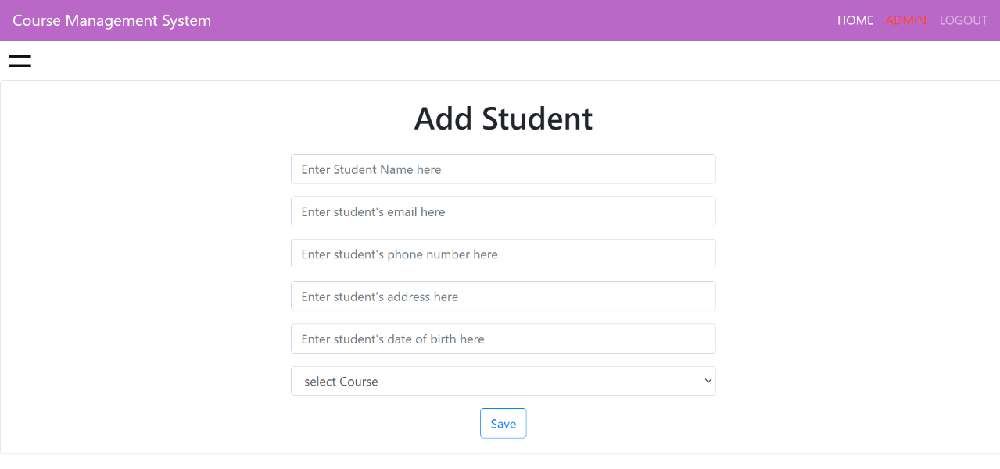 Course Management System HOME ADMIN LOGOUT
Add Student
Enter Student Name here
Enter student's email here
Enter student's phone number here
Enter student's address here
Enter student's date of birth here
select Course
Save